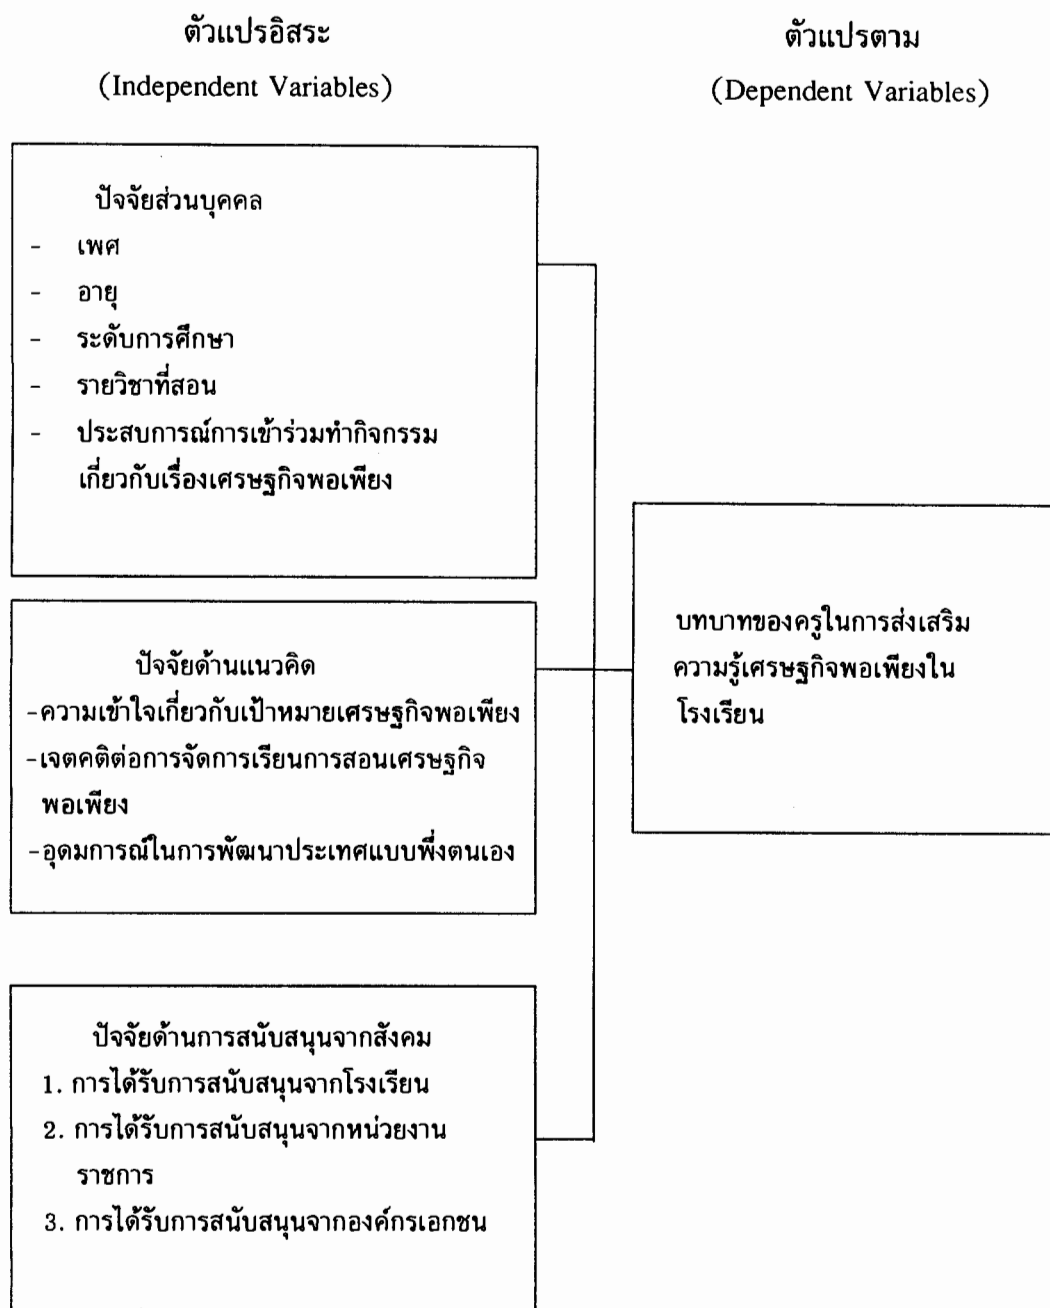 ตัวแปรอิสระ
(Independent Variables)
ตัวแปรตาม
(Dependent Variables)
ปัจจัยส่วนบุคคล
- เพศ
- อายุ
- ระดับการศึกษา
- รายวิชาที่สอน
- ประสบการณ์การเข้าร่วมทำกิจกรรม
เกี่ยวกับเรื่องเศรษฐกิจพอเพียง
ปัจจัยด้านแนวคิด
-ความเข้าใจเกี่ยวกับเป้าหมายเศรษฐกิจพอเพียง
-เจตคติต่อการจัดการเรียนการสอนเศรษฐกิจ
พอเพียง
-อุดมการณ์ในการพัฒนาประเทศแบบพึ่งตนเอง
ปัจจัยด้านการสนับสนุนจากสังคม
1. การได้รับการสนับสนุนจากโรงเรียน
2. การได้รับการสนับสนุนจากหน่วยงาน
ราชการ
3. การได้รับการสนับสนุนจากองค์กรเอกชน
บทบาทของครูในการส่งเสริม
ความรู้เศรษฐกิจพอเพียงใน
โรงเรียน